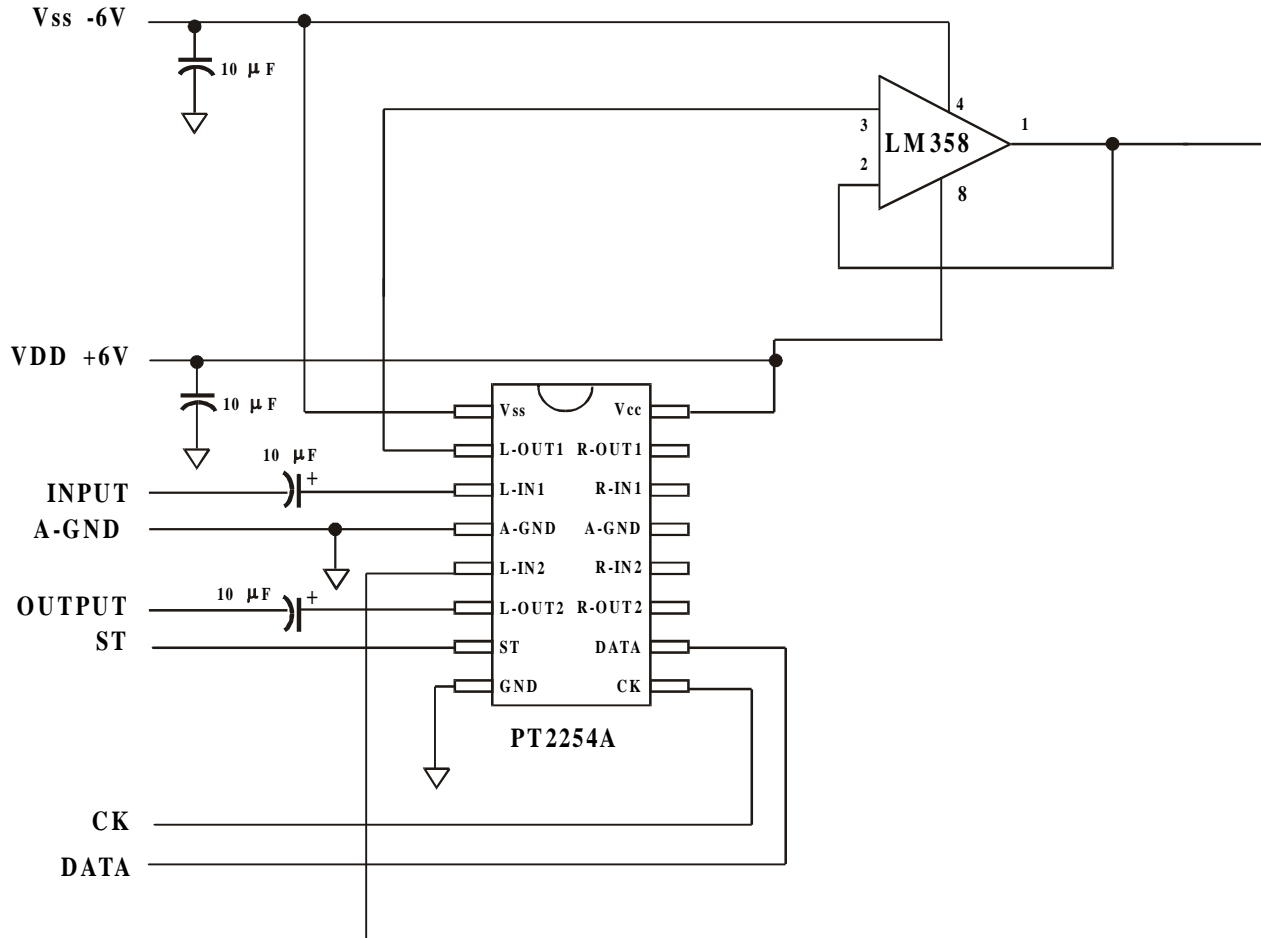 Vss -6V
10 μF
4
3
1
LM358
2
8
VDD +6V
10 μF
Vss Vcc
L-OUT1 R-OUT1
10 μF
+
INPUT
L-IN1 R-IN1
A-GND
A-GND A-GND
L-IN2 R-IN2
10 μF
+
OUTPUT
L-OUT2 R-OUT2
ST
ST DATA
GND CK
PT2254A
CK
DATA